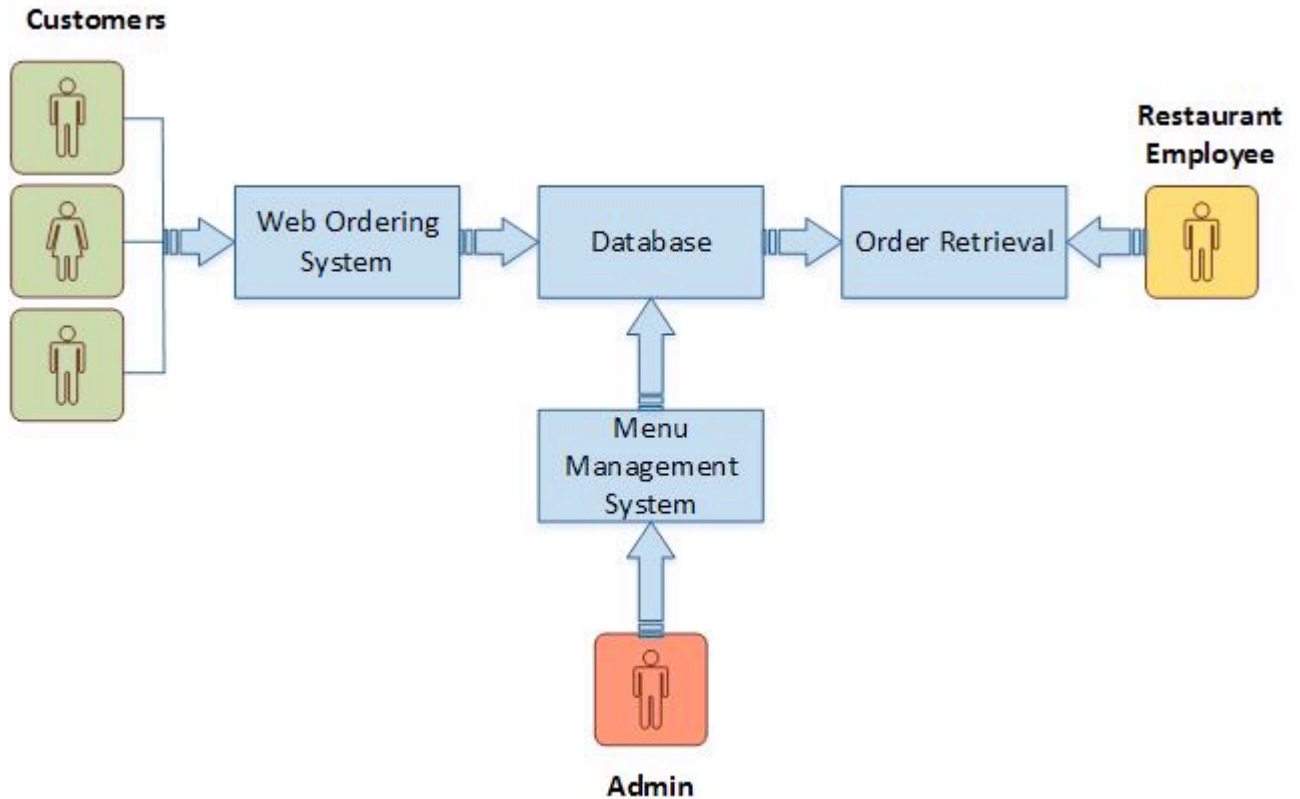 Customers
Restaurant
Employee
Web Ordering
System
Database
Order Retrieval
Menu
Management
System
Admin